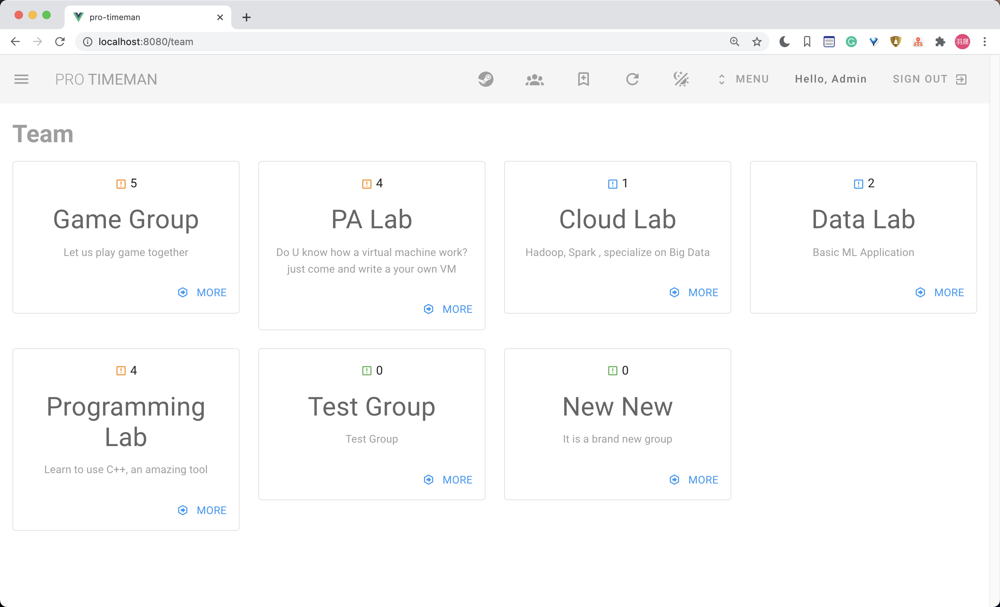 pro-timeman
localhost:8080/team
羽晟
PRO TIMEMAN
MENU
Hello, Admin
SIGN OUT
Team
5
Game Group
Let us play game together
MORE
4
PA Lab
Do U know how a virtual machine work?
just come and write a your own VM
MORE
1
Cloud Lab
Hadoop, Spark , specialize on Big Data
MORE
2
Data Lab
Basic ML Application
MORE
4
Programming
Lab
Learn to use C++, an amazing tool
MORE
0
Test Group
Test Group
MORE
0
New New
It is a brand new group
MORE